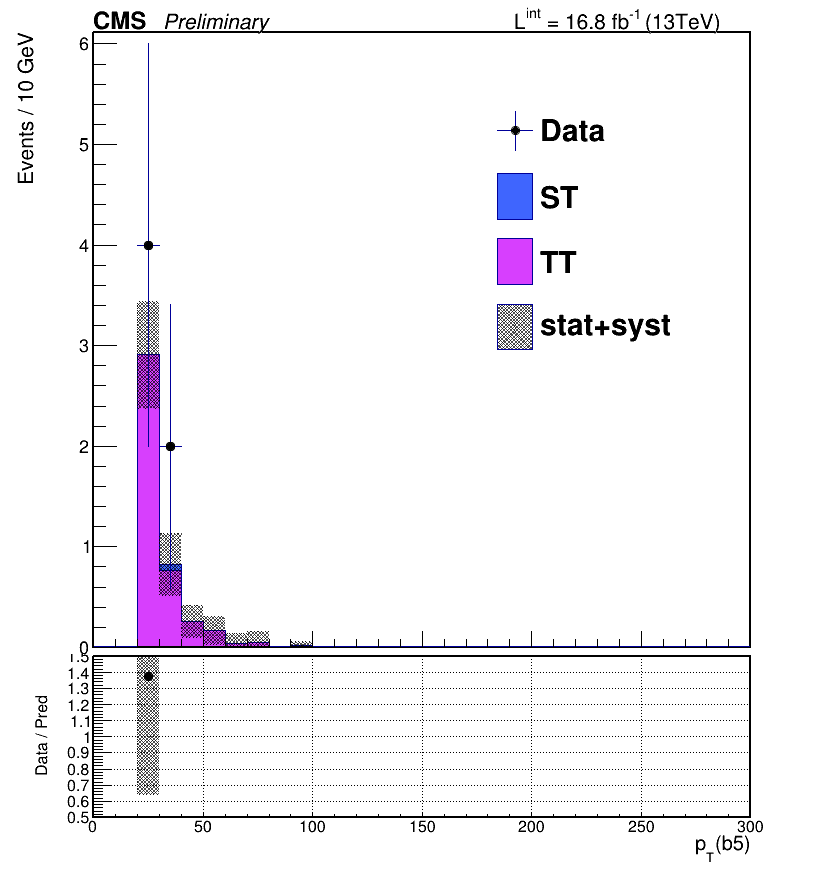 CMS Preliminary L^int = 16.8 fb^-1 (13TeV)
Events / 10 GeV
6
5
4
3
2
1
0
Data
ST
TT
stat+syst
Data / Pred
1.5
1.4
1.3
1.2
1.1
1
0.9
0.8
0.7
0.6
0.5
0 50 100 150 200 250 300
p_T(b5)